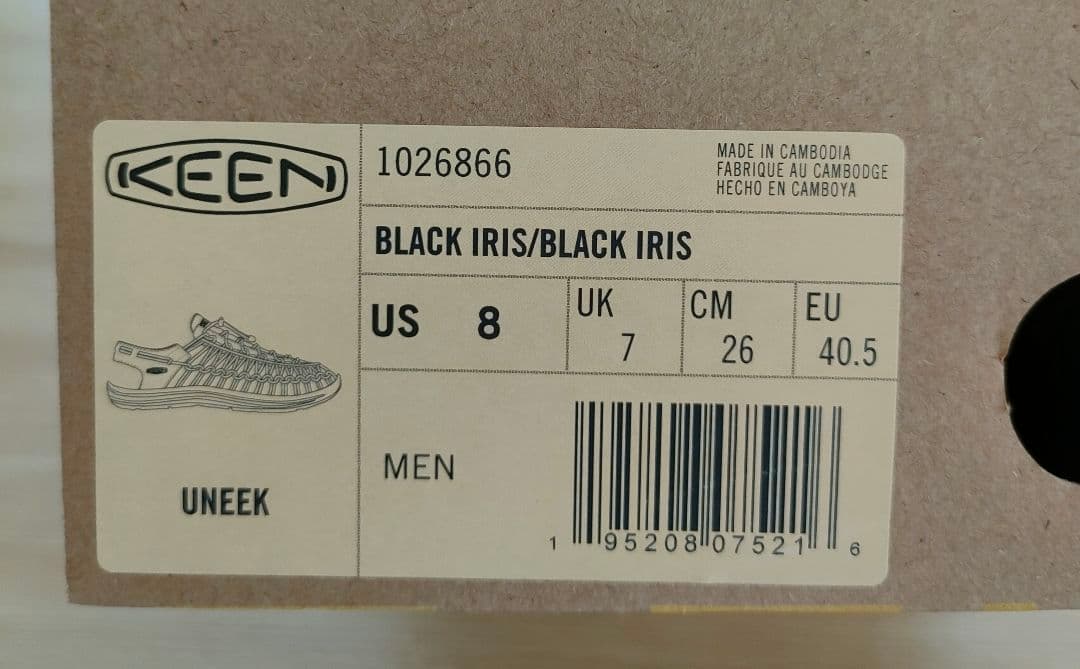 KEEN
1026866
MADE IN CAMBODIA
FABRIQUE AU CAMBODGE
HECHO EN CAMBOYA
BLACK IRIS/BLACK IRIS
US 8
UK
7
CM
26
EU
40.5
MEN
UNEEK
1 95208 07521 6